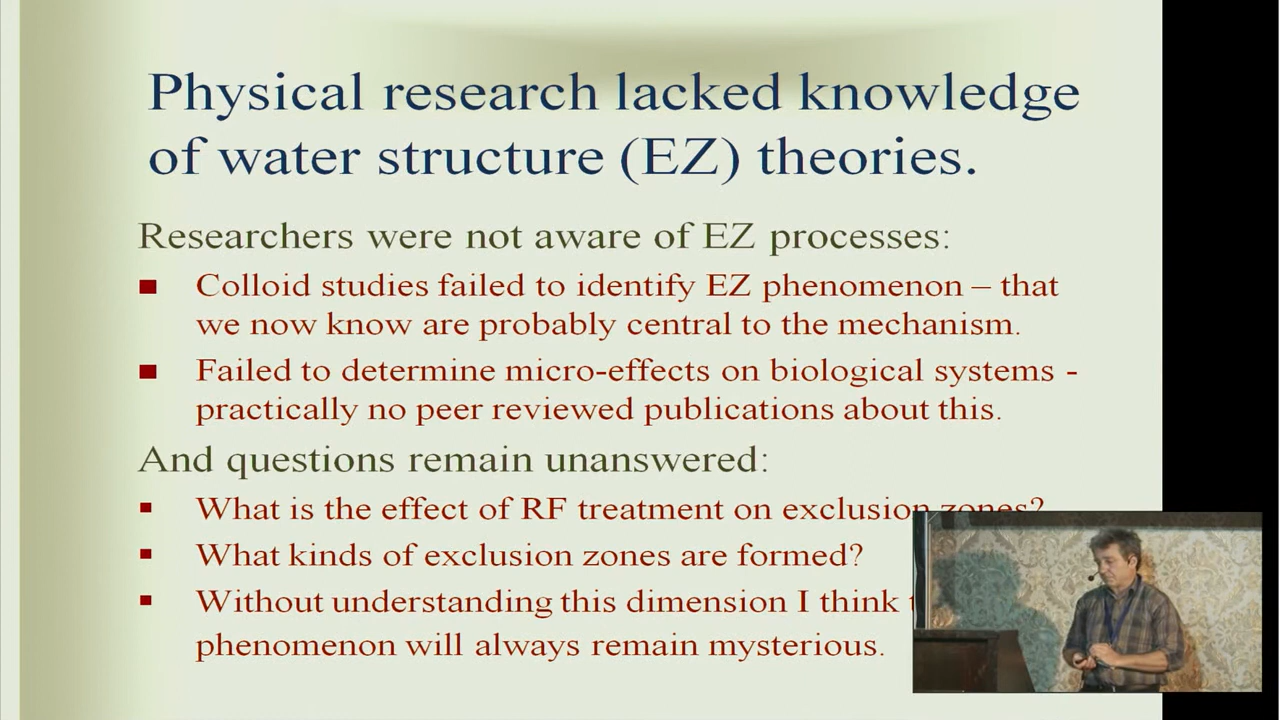 Physical research lacked knowledge
of water structure (EZ) theories.
Researchers were not aware of EZ processes:
Colloid studies failed to identify EZ phenomenon – that
we now know are probably central to the mechanism.
Failed to determine micro-effects on biological systems -
practically no peer reviewed publications about this.
And questions remain unanswered:
What is the effect of RF treatment on exclusion zones?
What kinds of exclusion zones are formed?
Without understanding this dimension I think
phenomenon will always remain mysterious.